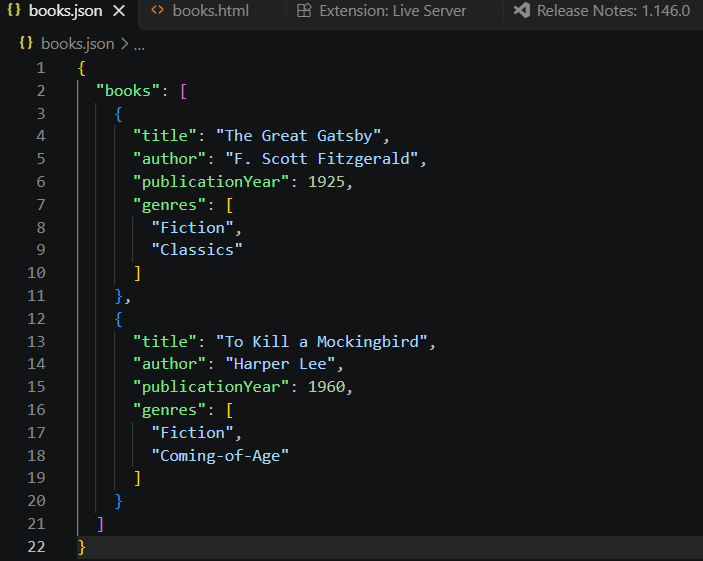 books.json books.html Extension: Live Server Release Notes: 1.146.0
{} books.json > ...
1 {
2 "books": [
3 {
4 "title": "The Great Gatsby",
5 "author": "F. Scott Fitzgerald",
6 "publicationYear": 1925,
7 "genres": [
8 "Fiction",
9 "Classics"
10 ]
11 },
12 {
13 "title": "To Kill a Mockingbird",
14 "author": "Harper Lee",
15 "publicationYear": 1960,
16 "genres": [
17 "Fiction",
18 "Coming-of-Age"
19 ]
20 }
21 ]
22 }